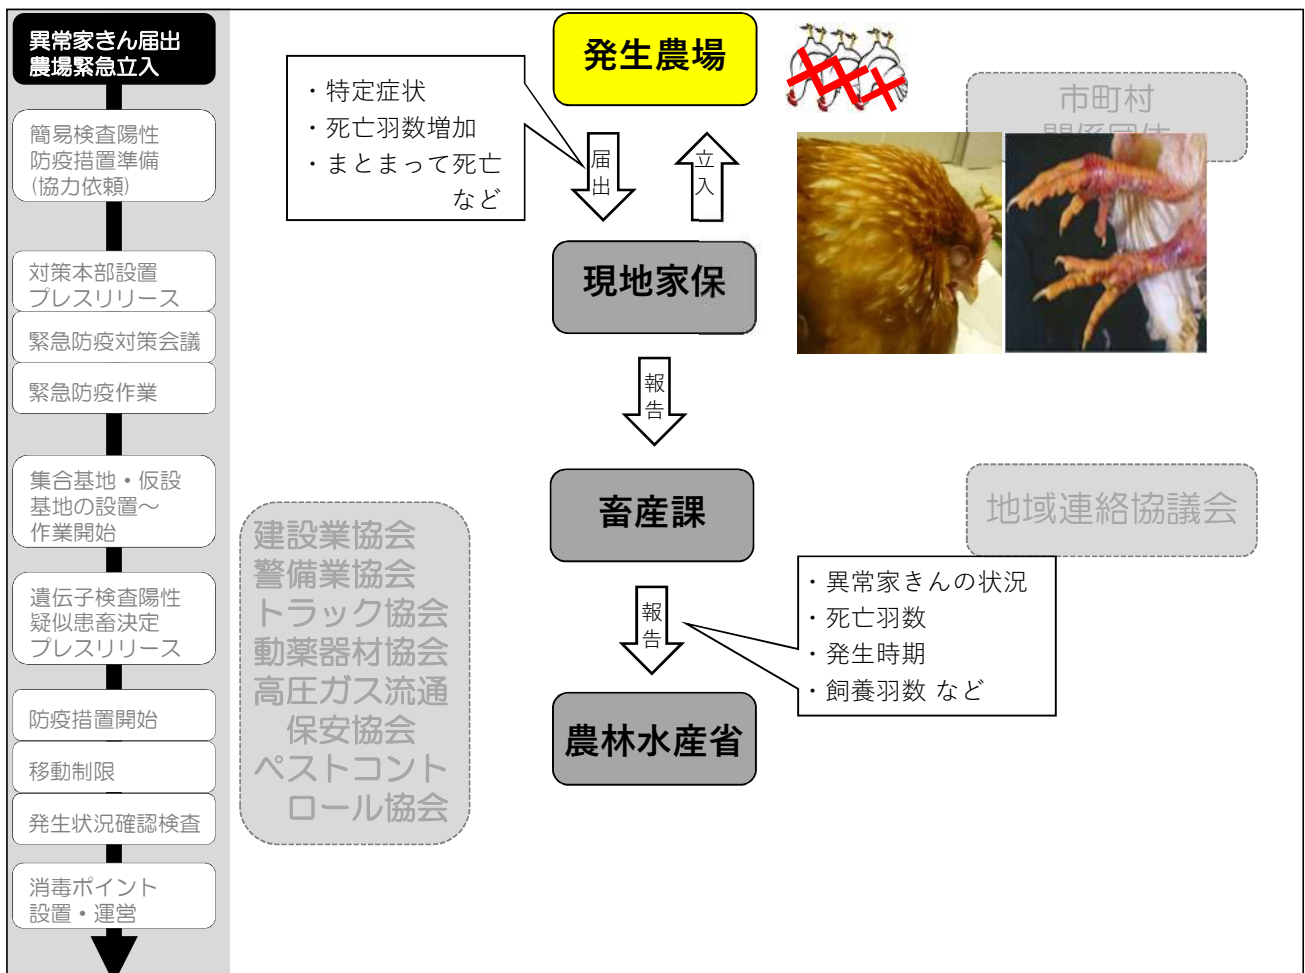 異常家きん届出
農場緊急立入
簡易検査陽性
防疫措置準備
(協力依頼)
対策本部設置
プレスリリース
緊急防疫対策会議
緊急防疫作業
集合基地・仮設
基地の設置～
作業開始
遺伝子検査陽性
疑似患畜決定
プレスリリース
防疫措置開始
移動制限
発生状況確認検査
消毒ポイント
設置・運営
発生農場
・特定症状
・死亡羽数増加
・まとまって死亡
など
届出
立入
市町村
関係団体
現地家保
報告
畜産課
地域連絡協議会
建設業協会
警備業協会
トラック協会
動薬器材協会
高圧ガス流通
保安協会
ペストコント
ロール協会
報告
・異常家きんの状況
・死亡羽数
・発生時期
・飼養羽数 など
農林水産省